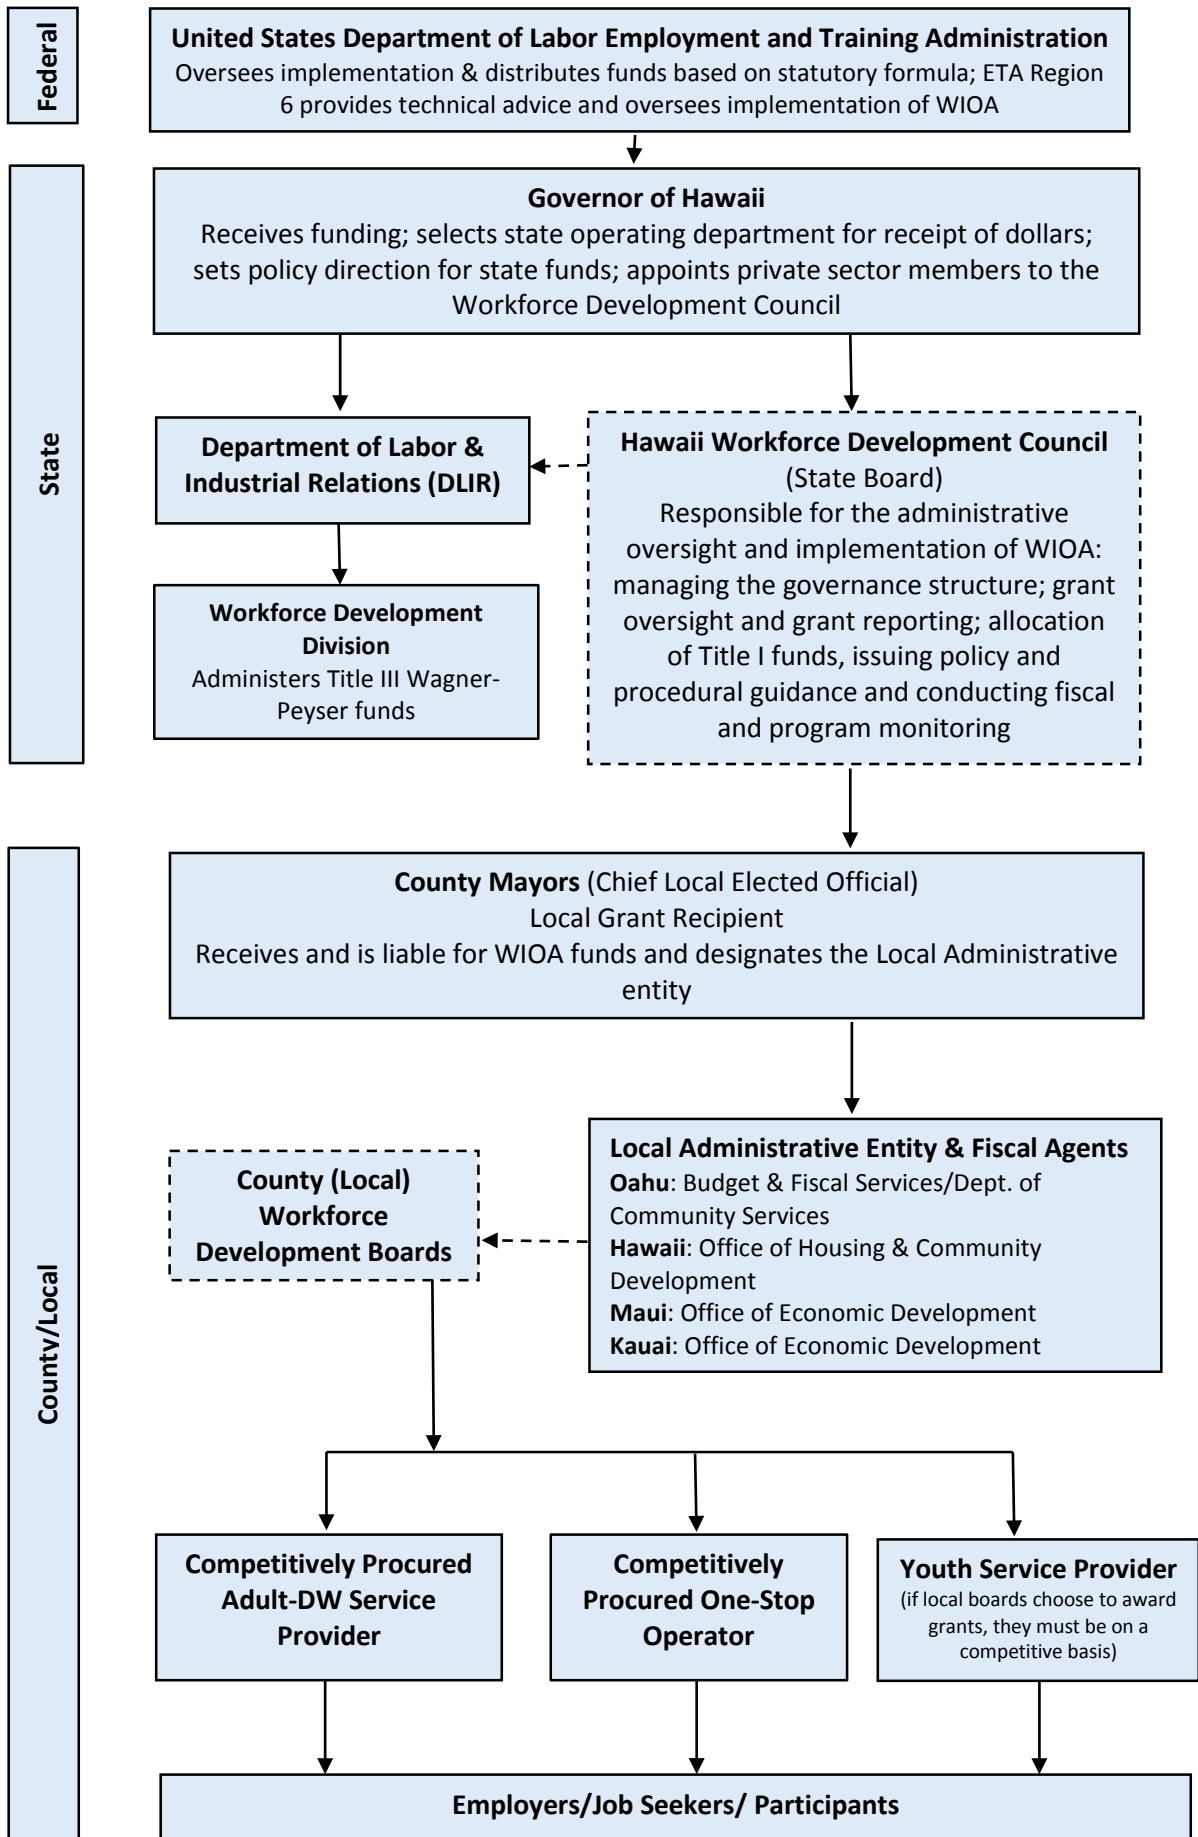 Federal
United States Department of Labor Employment and Training Administration
Oversees implementation & distributes funds based on statutory formula; ETA Region
6 provides technical advice and oversees implementation of WIOA
State
Governor of Hawaii
Receives funding; selects state operating department for receipt of dollars;
sets policy direction for state funds; appoints private sector members to the
Workforce Development Council
Department of Labor &
Industrial Relations (DLIR)
Hawaii Workforce Development Council
(State Board)
Responsible for the administrative
oversight and implementation of WIOA:
managing the governance structure; grant
oversight and grant reporting; allocation
of Title I funds, issuing policy and
procedural guidance and conducting fiscal
and program monitoring
Workforce Development
Division
Administers Title III Wagner-
Peyser funds
County/Local
County Mayors (Chief Local Elected Official)
Local Grant Recipient
Receives and is liable for WIOA funds and designates the Local Administrative
entity
County (Local)
Workforce
Development Boards
Local Administrative Entity & Fiscal Agents
Oahu: Budget & Fiscal Services/Dept. of
Community Services
Hawaii: Office of Housing & Community
Development
Maui: Office of Economic Development
Kauai: Office of Economic Development
Competitively Procured
Adult-DW Service
Provider
Competitively
Procured One-Stop
Operator
Youth Service Provider
(if local boards choose to award
grants, they must be on a
competitive basis)
Employers/Job Seekers/ Participants